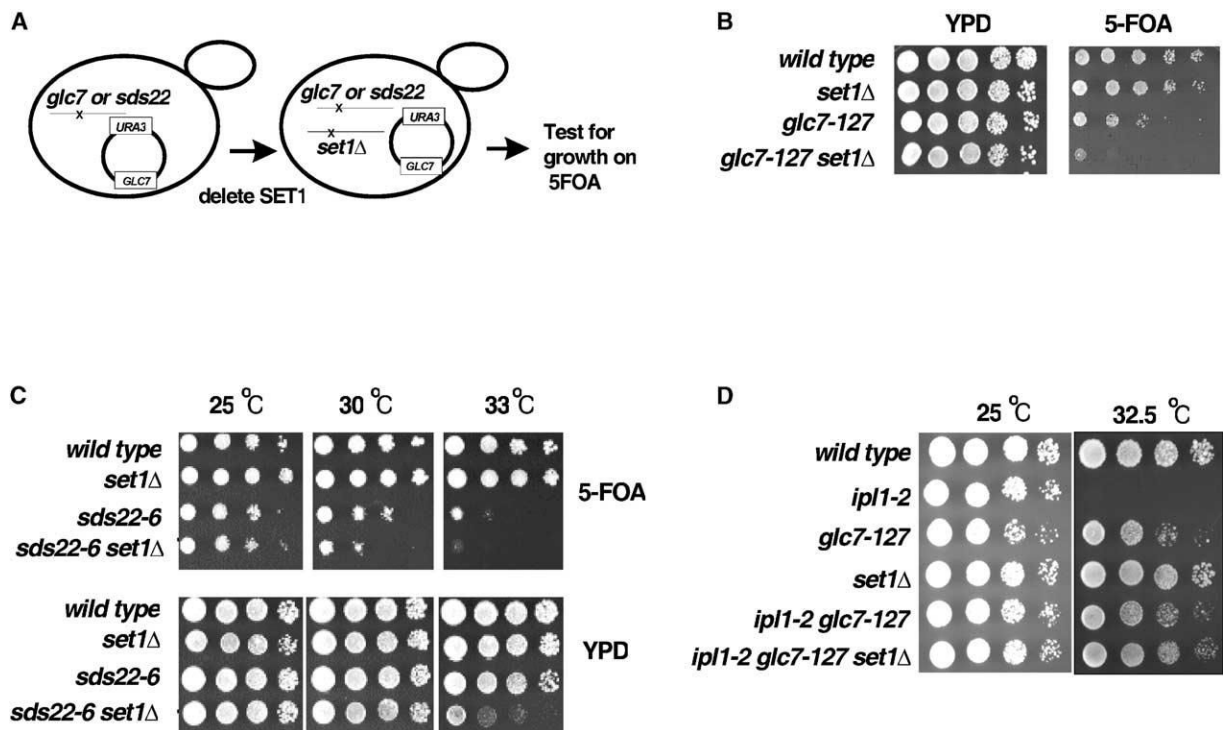 A
glc7 or sds22
x
URA3
GLC7
delete SET1
glc7 or sds22
x
x
set1Δ
URA3
GLC7
Test for
growth on
5FOA
B
YPD
5-FOA
wild type
set1Δ
glc7-127
glc7-127 set1Δ
C
25 °C
30 °C
33 °C
wild type
set1Δ
sds22-6
sds22-6 set1Δ
5-FOA
wild type
set1Δ
sds22-6
sds22-6 set1Δ
YPD
D
25 °C
32.5 °C
wild type
ipl1-2
glc7-127
set1Δ
ipl1-2 glc7-127
ipl1-2 glc7-127 set1Δ